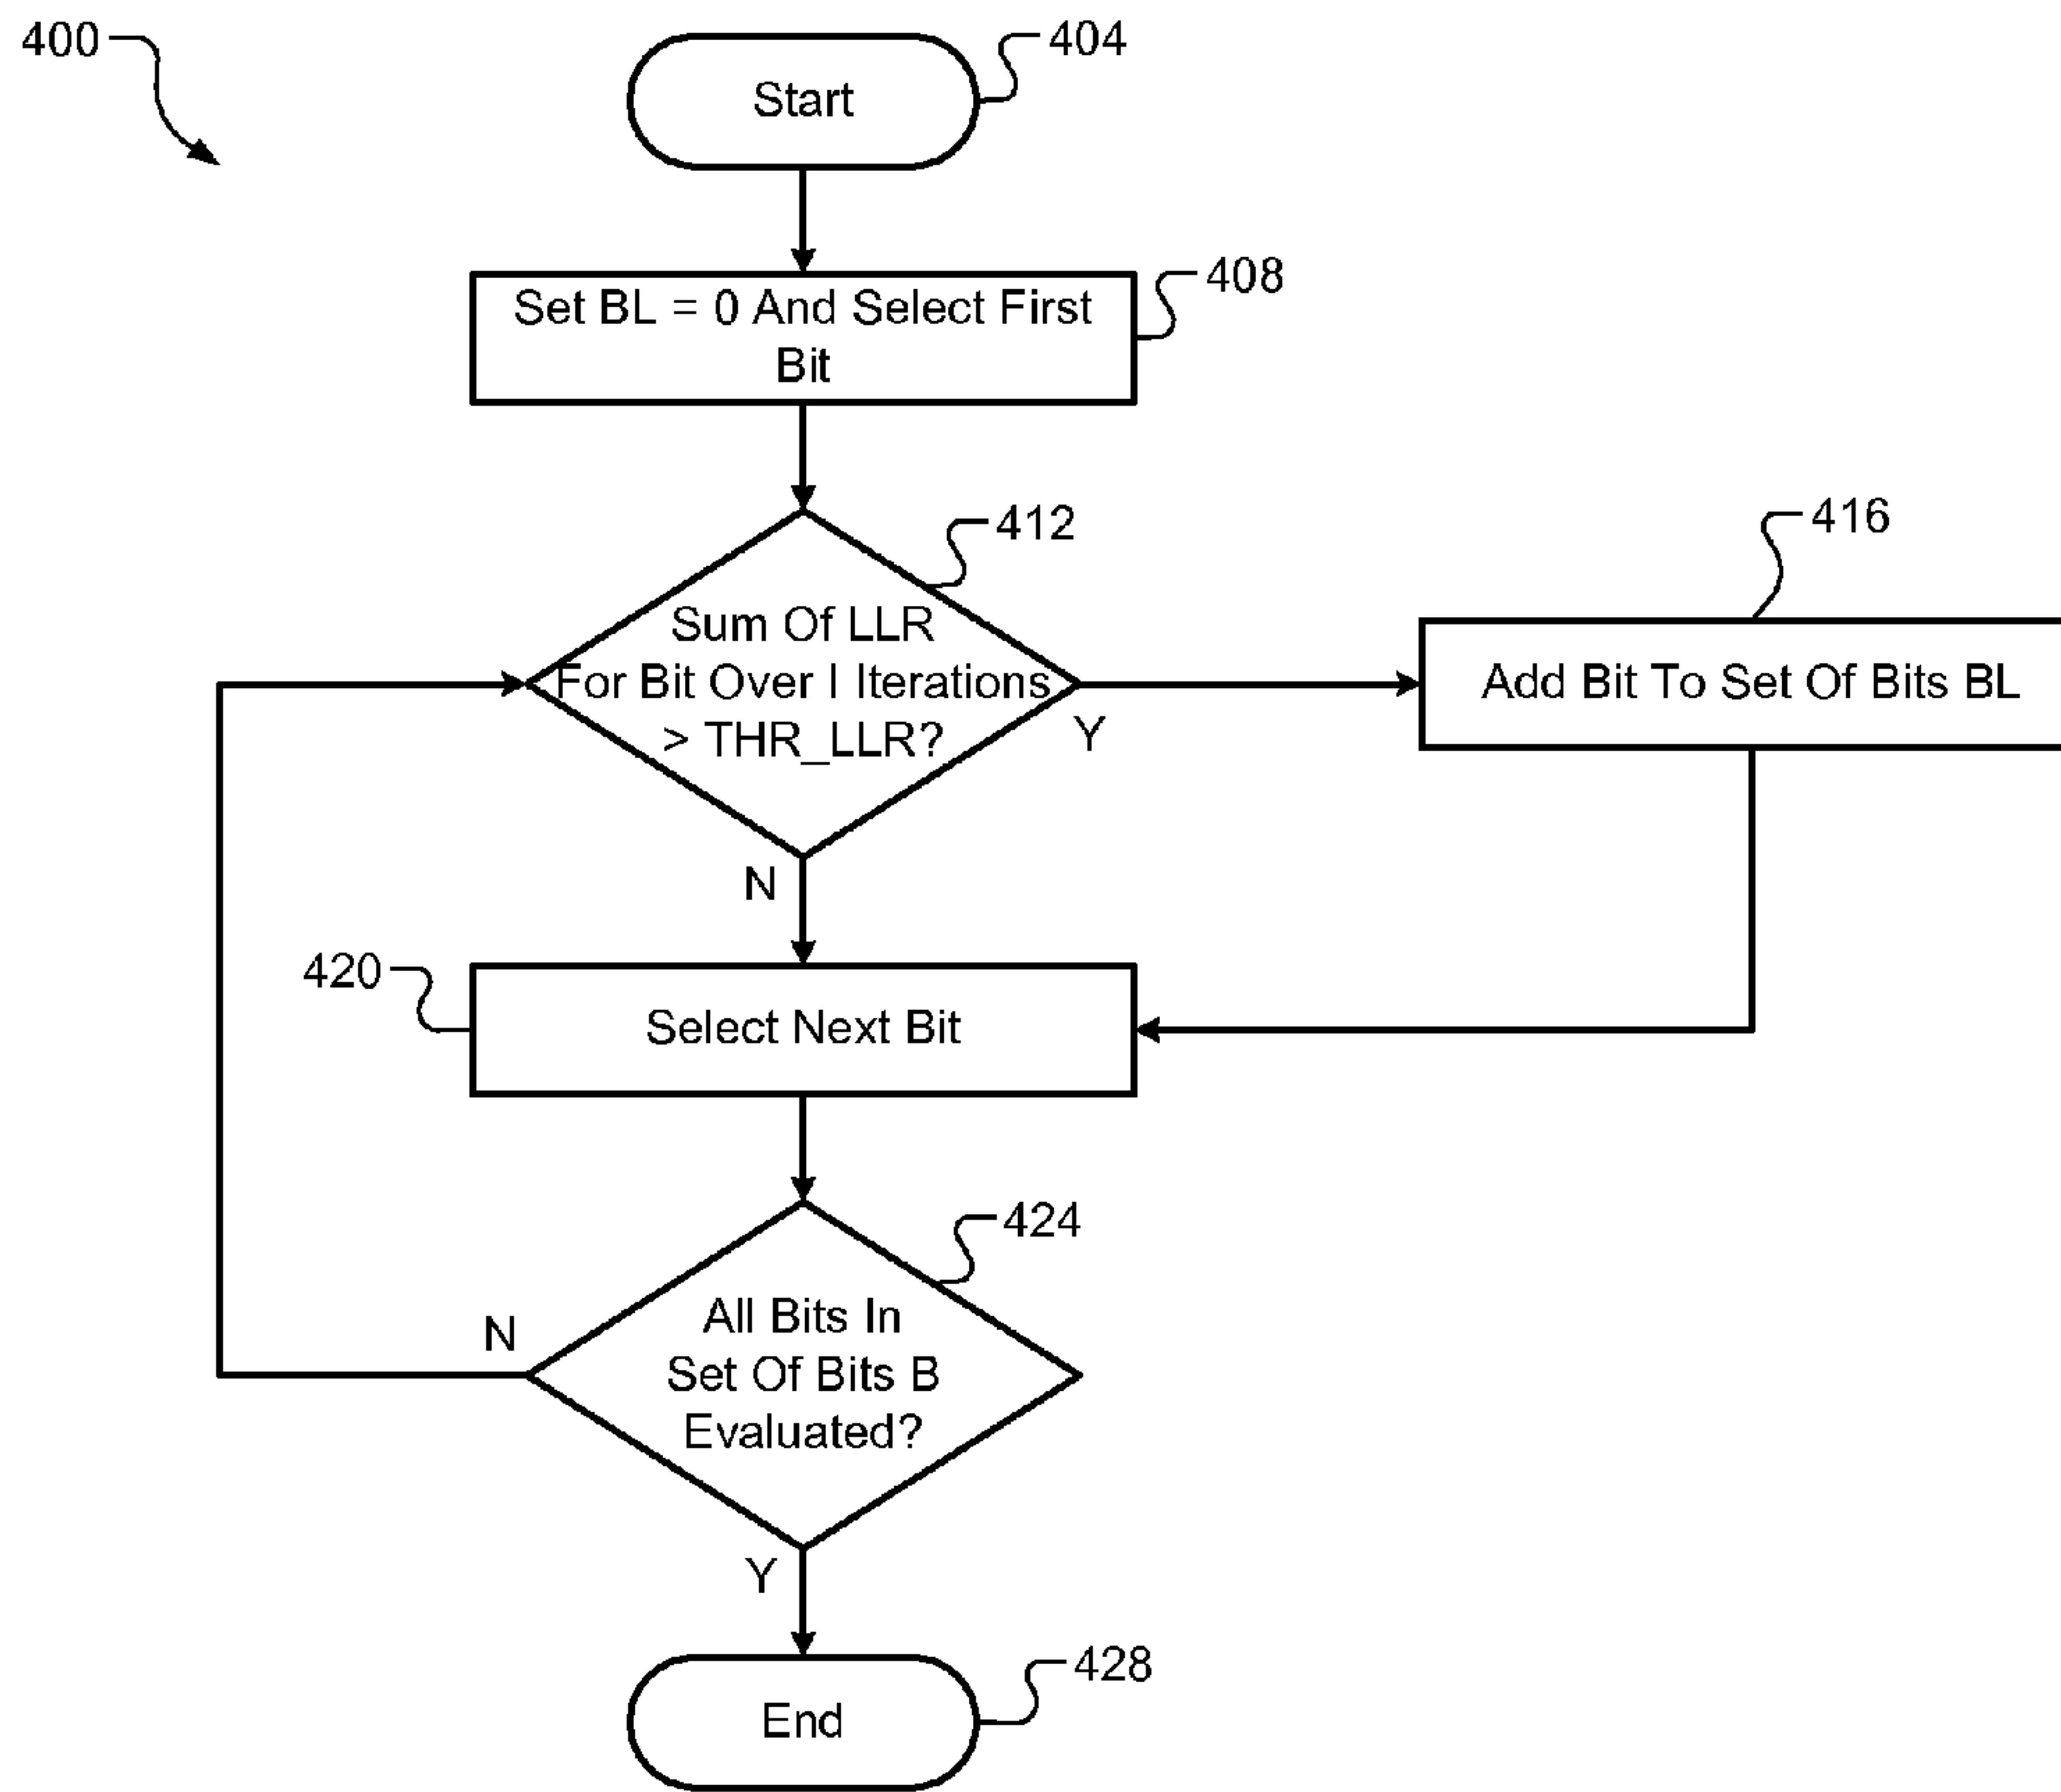 400
404
Start
408
Set BL = 0 And Select First
Bit
412
416
Sum Of LLR
For Bit Over I Iterations
> THR_LLR?
Add Bit To Set Of Bits BL
Y
N
420
Select Next Bit
424
All Bits In
Set Of Bits B
Evaluated?
N
Y
428
End